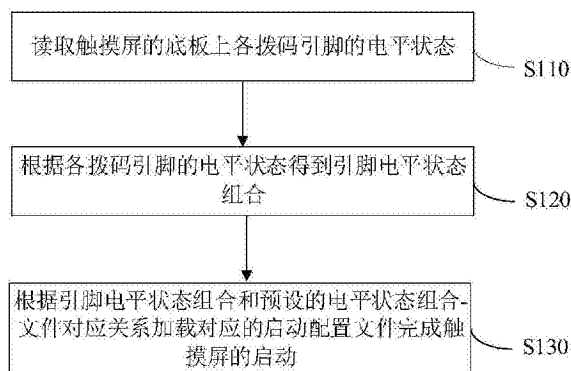 读取触摸屏的底板上各拨码引脚的电平状态
S110
根据各拨码引脚的电平状态得到引脚电平状态
组合
S120
根据引脚电平状态组合和预设的电平状态组合-
文件对应关系加载对应的启动配置文件完成触
摸屏的启动
S130